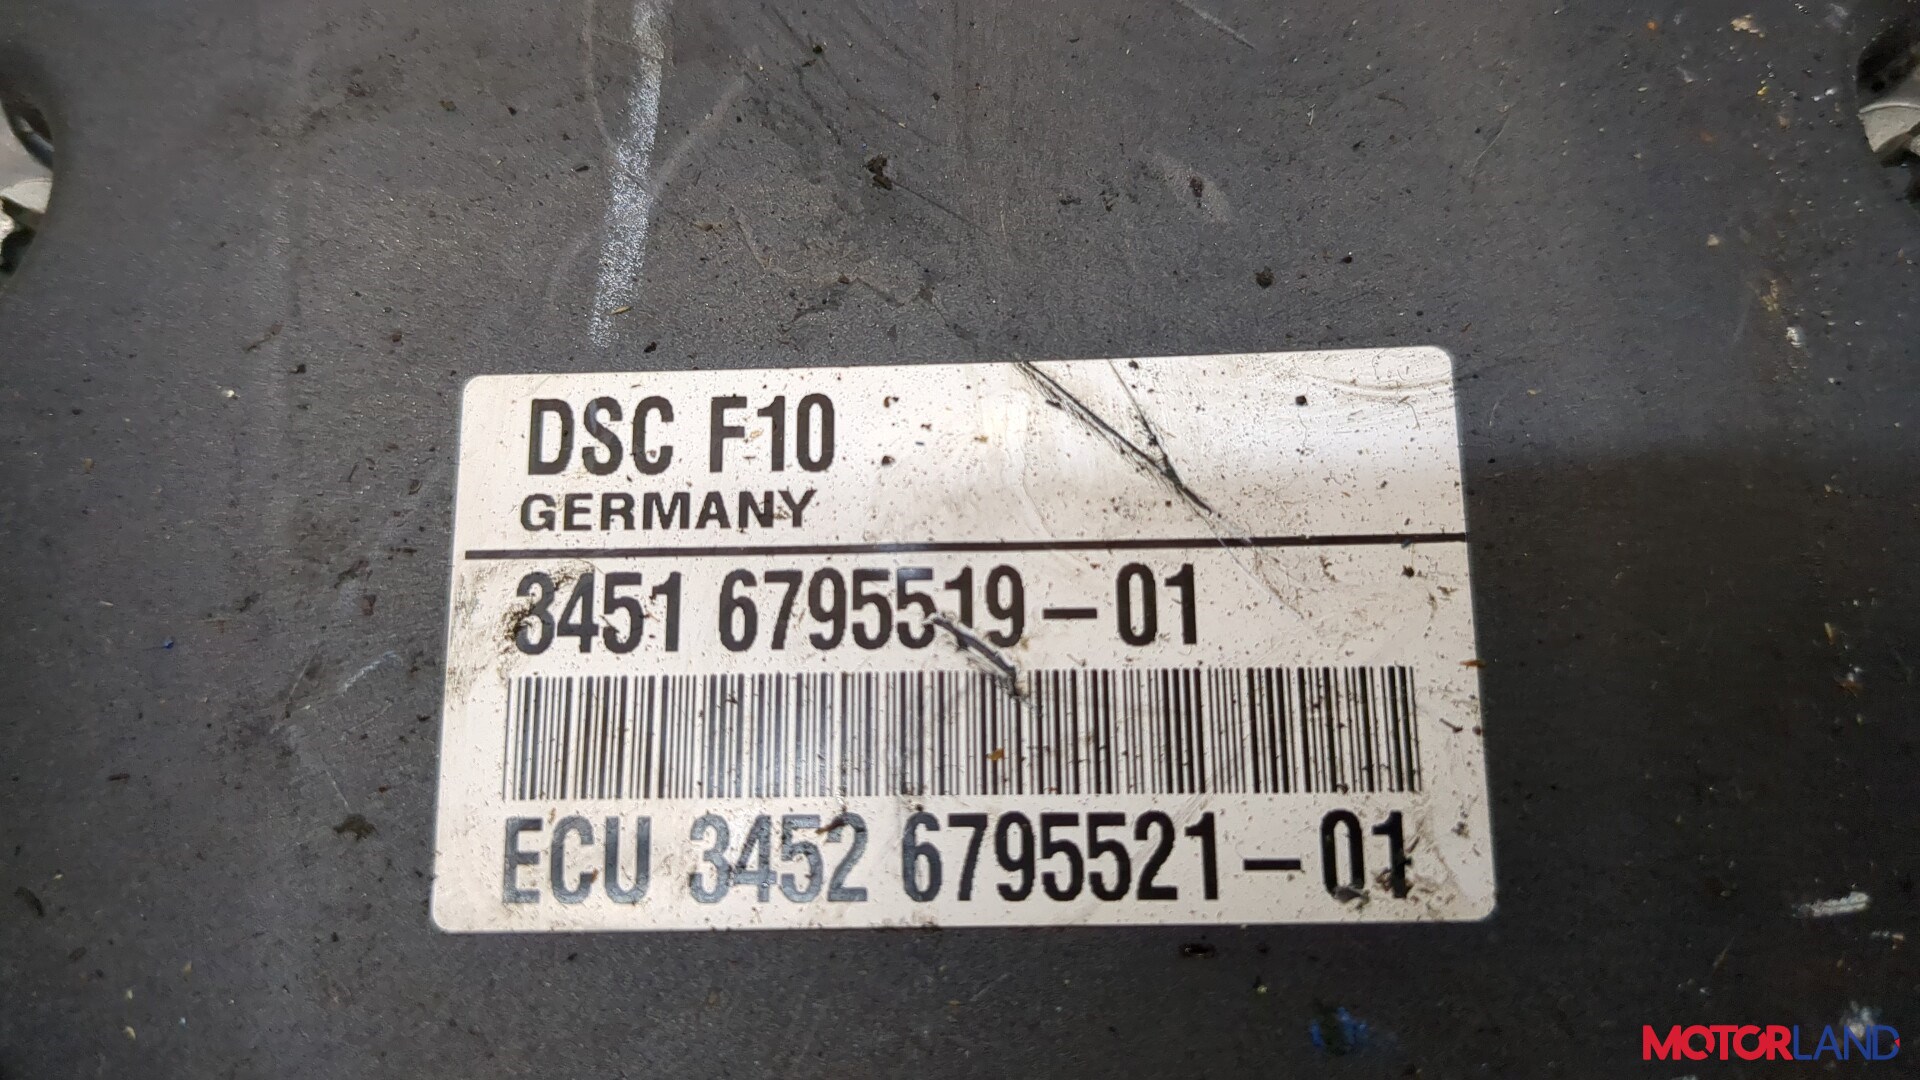 DSC F10
GERMANY
3451 6795519-01
ECU 3452 6795521-01
MOTORLAND